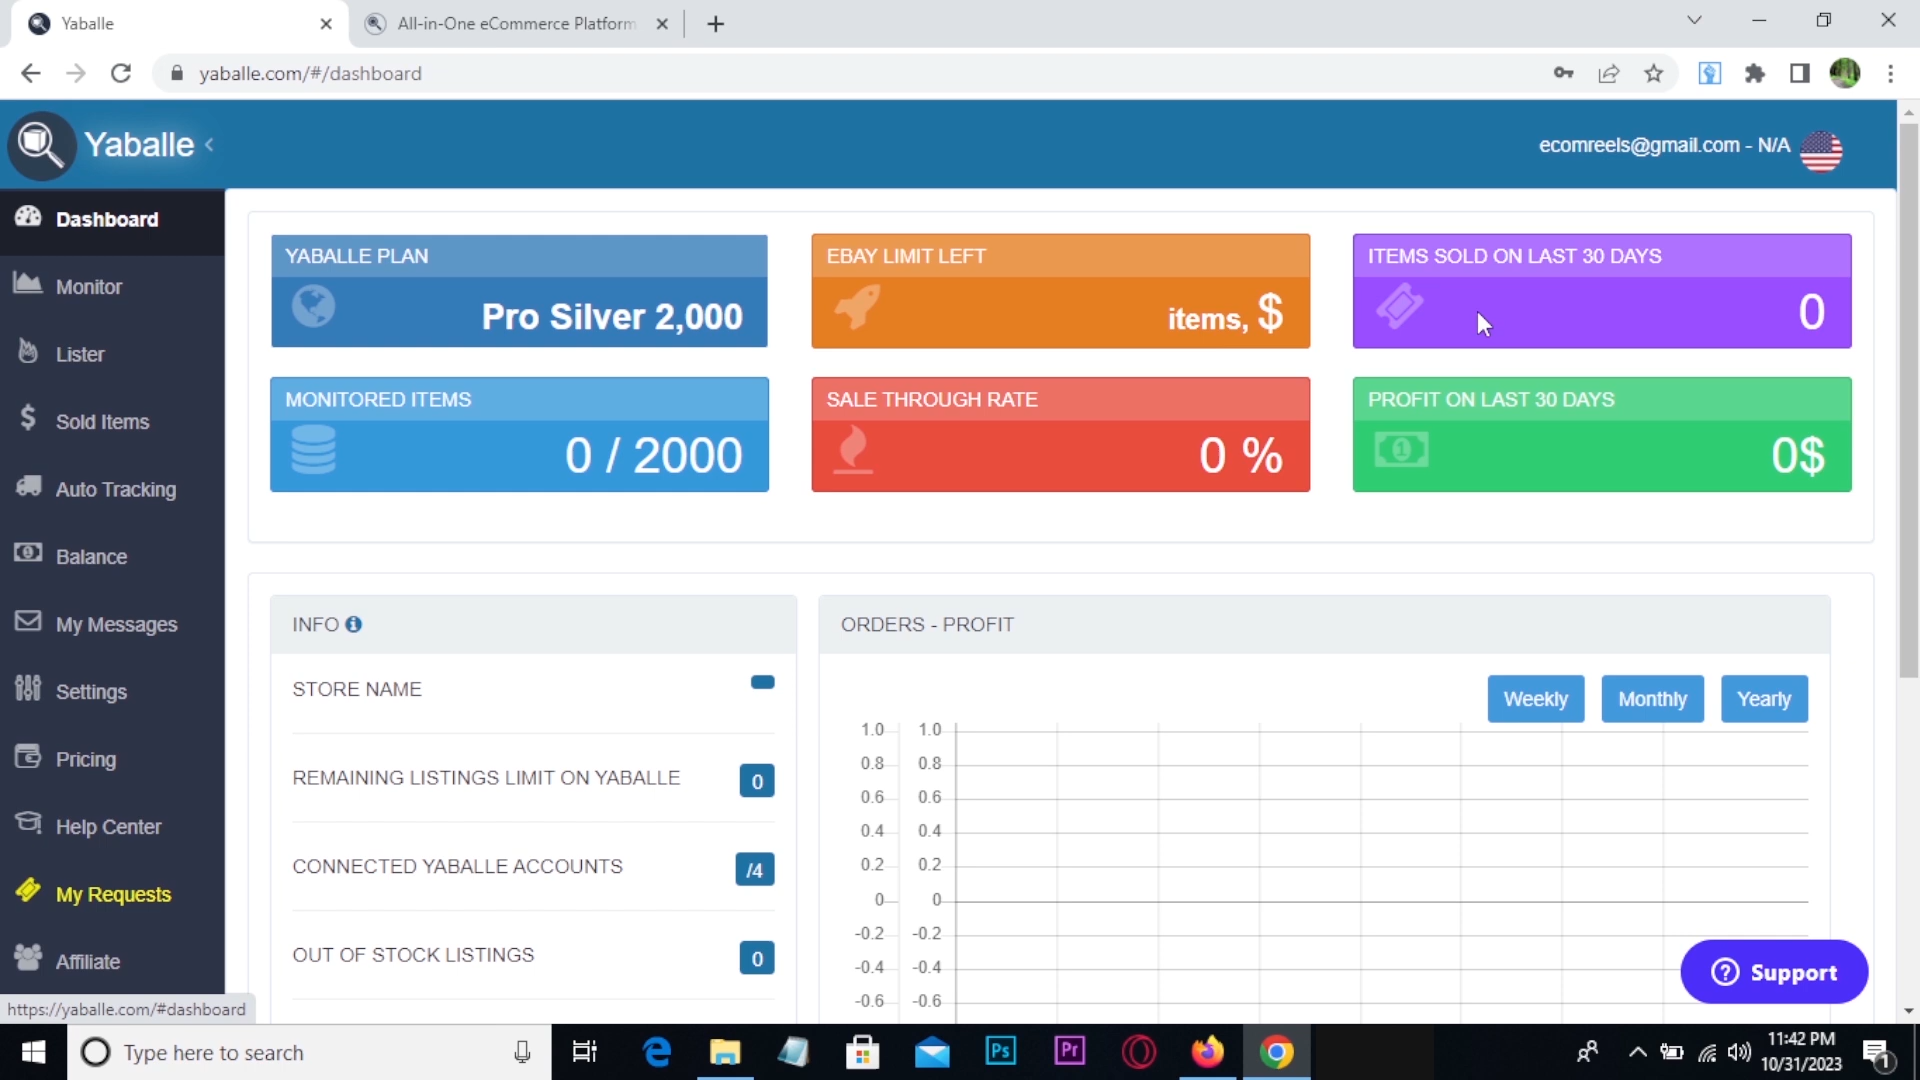 Yaballe
All-in-One eCommerce Platform
yaballe.com/#/dashboard
Yaballe
ecomreels@gmail.com - N/A
Dashboard
Monitor
Lister
Sold Items
Auto Tracking
Balance
My Messages
Settings
Pricing
Help Center
My Requests
Affiliate
YABALLE PLAN
Pro Silver 2,000
EBAY LIMIT LEFT
items, $
ITEMS SOLD ON LAST 30 DAYS
0
MONITORED ITEMS
0 / 2000
SALE THROUGH RATE
0 %
PROFIT ON LAST 30 DAYS
0$
INFO
STORE NAME
REMAINING LISTINGS LIMIT ON YABALLE 0
CONNECTED YABALLE ACCOUNTS /4
OUT OF STOCK LISTINGS 0
ORDERS - PROFIT
Weekly Monthly Yearly
1.0 1.0
0.8 0.8
0.6 0.6
0.4 0.4
0.2 0.2
0 0
-0.2 -0.2
-0.4 -0.4
-0.6 -0.6
Support
https://yaballe.com/#dashboard
Type here to search
Ps
Pr
11:42 PM
10/31/2023
1